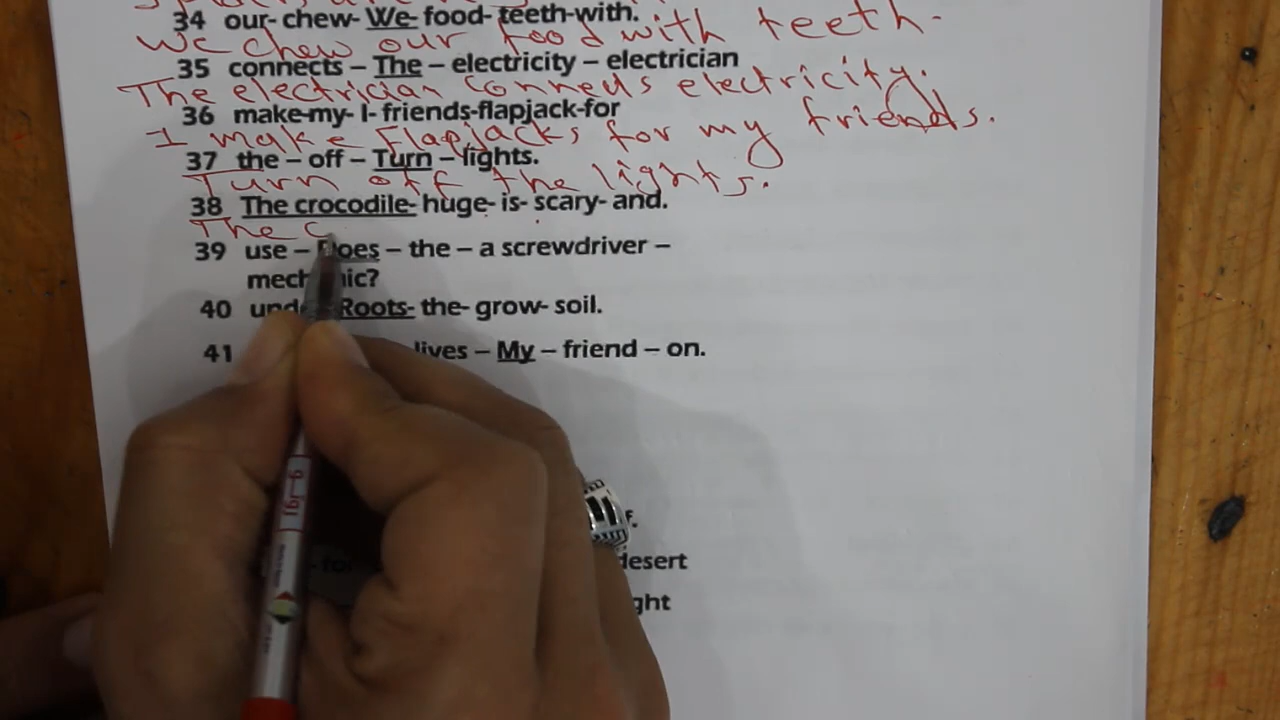 34 our- chew- We- food- teeth-with.
We chew our food with teeth.
35 connects – The – electricity – electrician
The electrician connects electricity.
36 make-my- I- friends-flapjack-for
I make Flapjacks for my friends.
37 the – off – Turn – lights.
Turn off the lights.
38 The crocodile- huge- is- scary- and.
The c
39 use – Does – the – a screwdriver –
mechanic?
40 Roots- the- grow- soil.
41 lives – My – friend – on.
f.
desert
ght